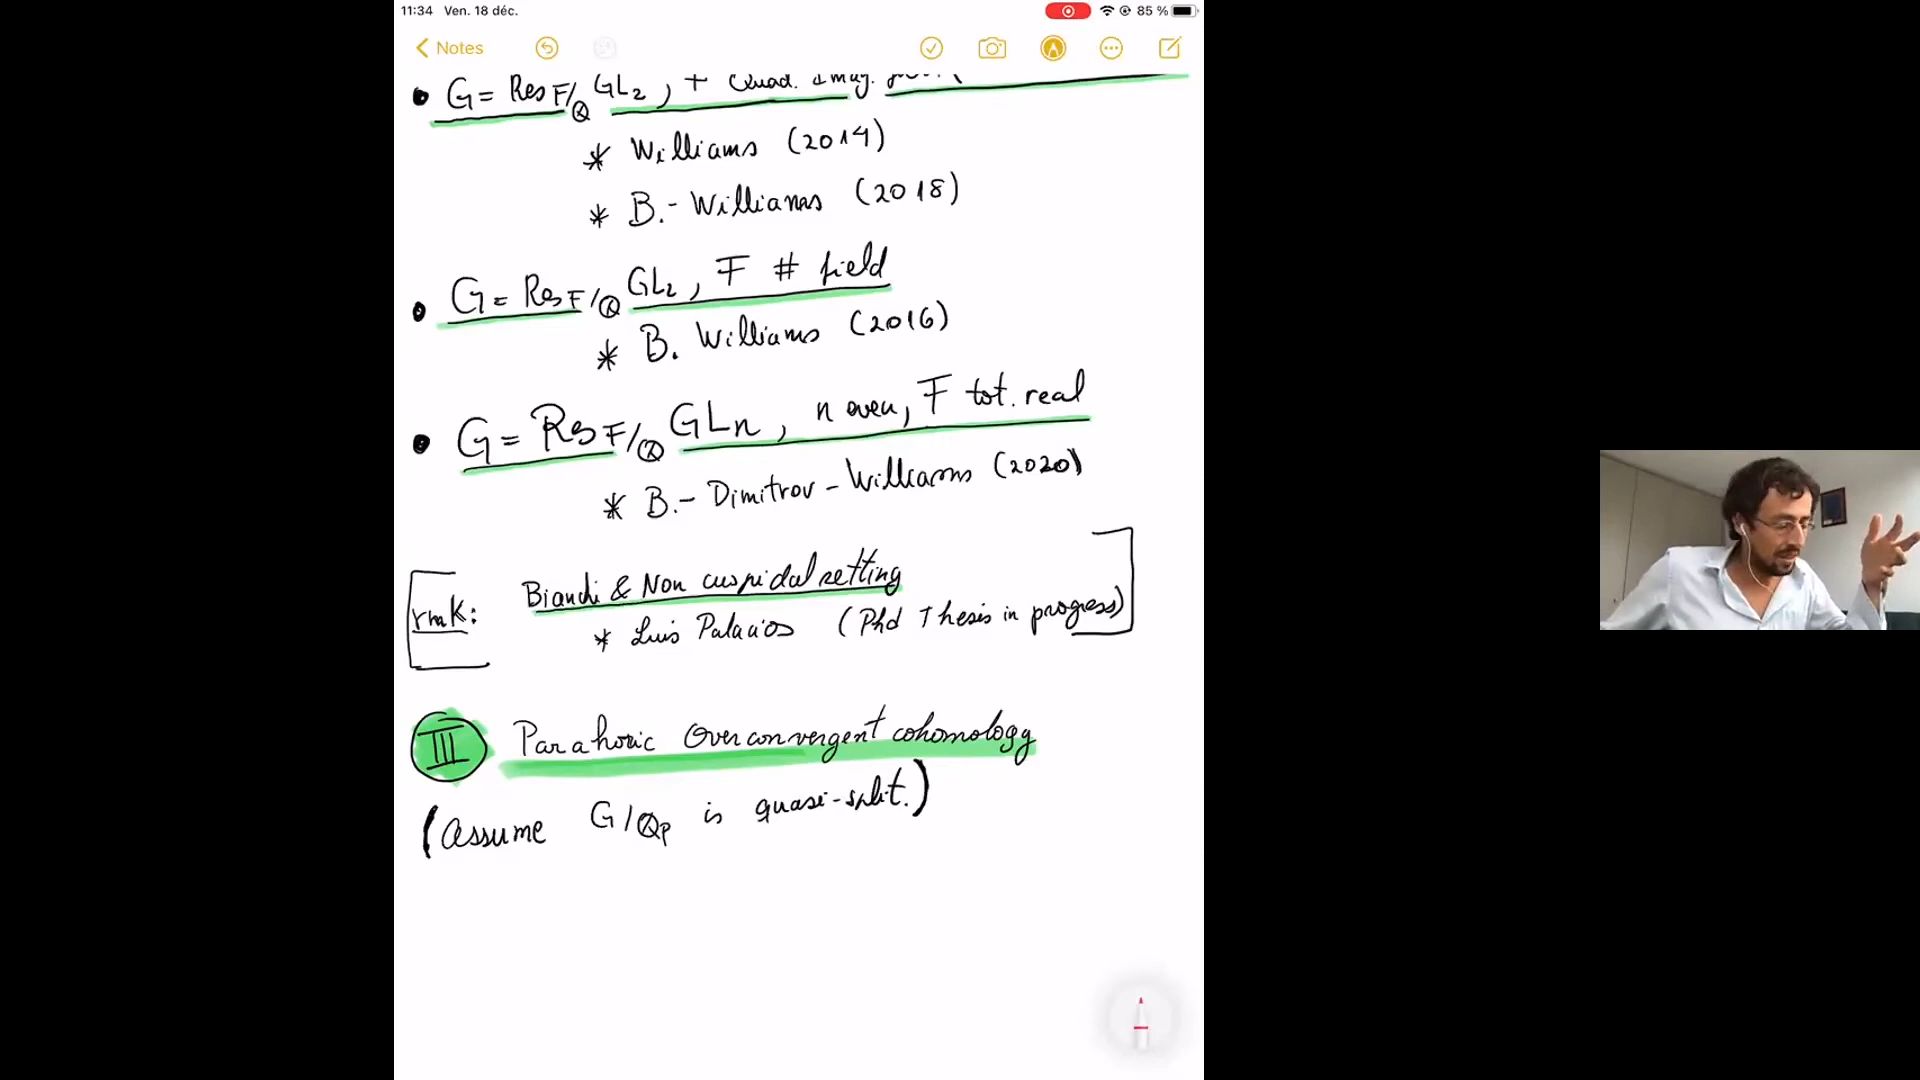 11:34 Ven. 18 déc. 85 %
Notes
• G = Res F/Q GL2, F Quad. Imag.
* Williams (2014)
* B.- Williams (2018)
• G = Res F/Q GL2, F # field
* B. Williams (2016)
• G = Res F/Q GLn, n even, F tot. real
* B.- Dimitrov - Williams (2020)
rmk: Bianchi & Non cuspidal setting
* Luis Palacios (Phd Thesis in progress)
III Parahoric Overconvergent cohomology
(assume G/Qp is quasi-split.)